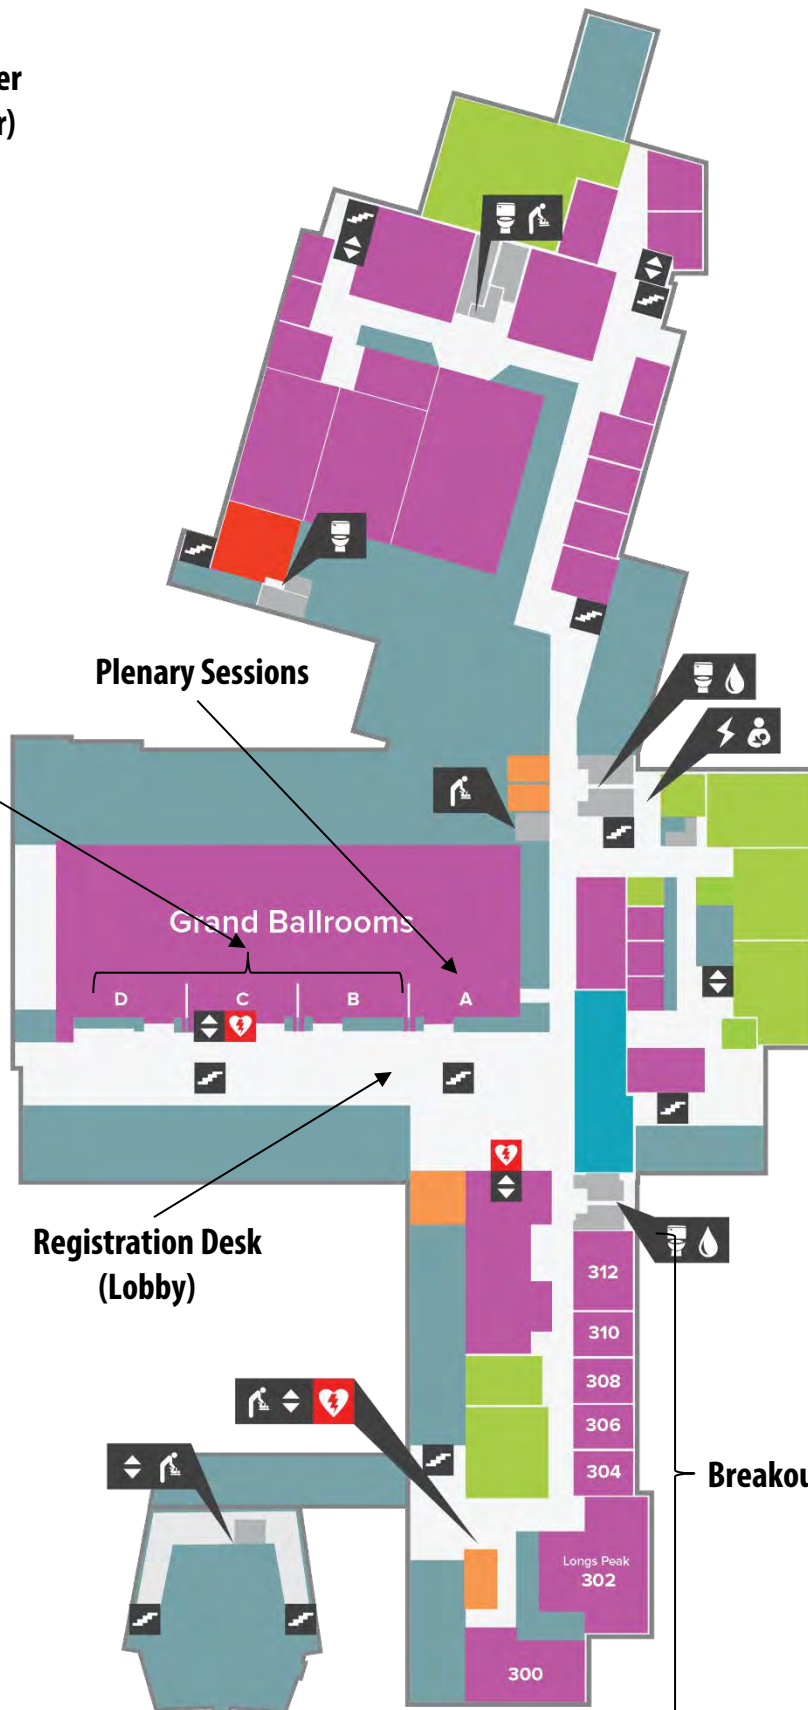 er
r)
Plenary Sessions
Grand Ballrooms
D C B A
Registration Desk
(Lobby)
312
310
308
306
304
Breakou
Longs Peak
302
300